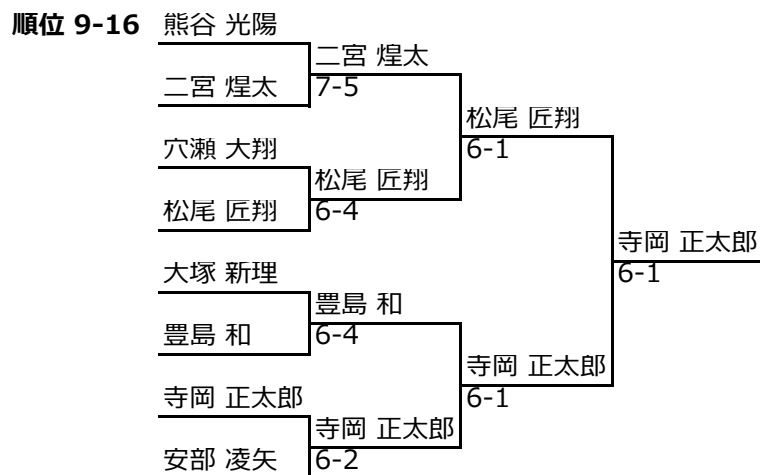 順位 9-16
熊谷 光陽
二宮 煌太
二宮 煌太
7-5
穴瀬 大翔
松尾 匠翔
松尾 匠翔
6-4
松尾 匠翔
6-1
大塚 新理
豊島 和
豊島 和
6-4
寺岡 正太郎
安部 凌矢
寺岡 正太郎
6-2
寺岡 正太郎
6-1
寺岡 正太郎
6-1